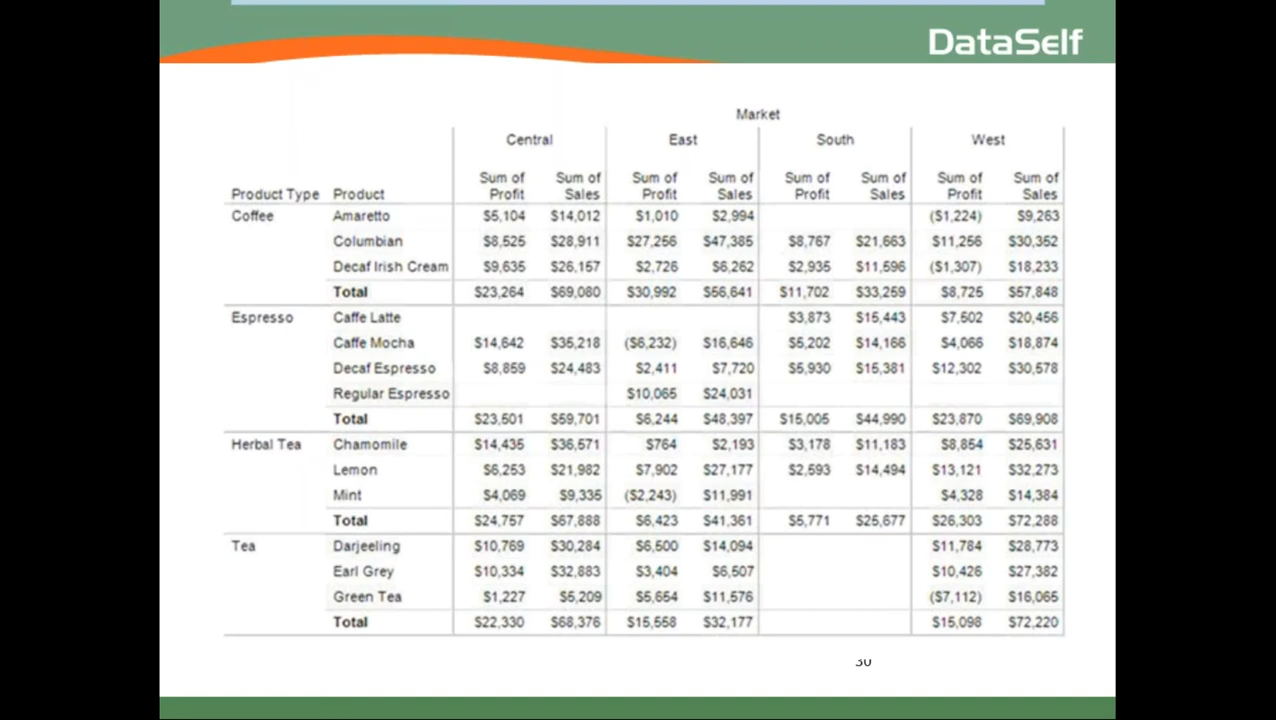 DataSelf
Market
Central East South West
Sum of Sum of Sum of Sum of Sum of Sum of Sum of Sum of
Product Type Product Profit Sales Profit Sales Profit Sales Profit Sales
Coffee Amaretto $5,104 $14,012 $1,010 $2,994 ($1,224) $9,263
Columbian $8,525 $28,911 $27,256 $47,385 $8,767 $21,663 $11,256 $30,352
Decaf Irish Cream $9,635 $26,157 $2,726 $6,262 $2,935 $11,596 ($1,307) $18,233
Total $23,264 $69,080 $30,992 $56,641 $11,702 $33,259 $8,725 $57,848
Espresso Caffe Latte $3,873 $15,443 $7,502 $20,456
Caffe Mocha $14,642 $35,218 ($6,232) $16,646 $5,202 $14,166 $4,066 $18,874
Decaf Espresso $8,859 $24,483 $2,411 $7,720 $5,930 $15,381 $12,302 $30,578
Regular Espresso $10,065 $24,031
Total $23,501 $59,701 $6,244 $48,397 $15,005 $44,990 $23,870 $69,908
Herbal Tea Chamomile $14,435 $36,571 $764 $2,193 $3,178 $11,183 $8,854 $25,631
Lemon $6,253 $21,982 $7,902 $27,177 $2,593 $14,494 $13,121 $32,273
Mint $4,069 $9,335 ($2,243) $11,991 $4,328 $14,384
Total $24,757 $67,888 $6,423 $41,361 $5,771 $25,677 $26,303 $72,288
Tea Darjeeling $10,769 $30,284 $6,500 $14,094 $11,784 $28,773
Earl Grey $10,334 $32,883 $3,404 $6,507 $10,426 $27,382
Green Tea $1,227 $5,209 $5,654 $11,576 ($7,112) $16,065
Total $22,330 $68,376 $15,558 $32,177 $15,098 $72,220
30